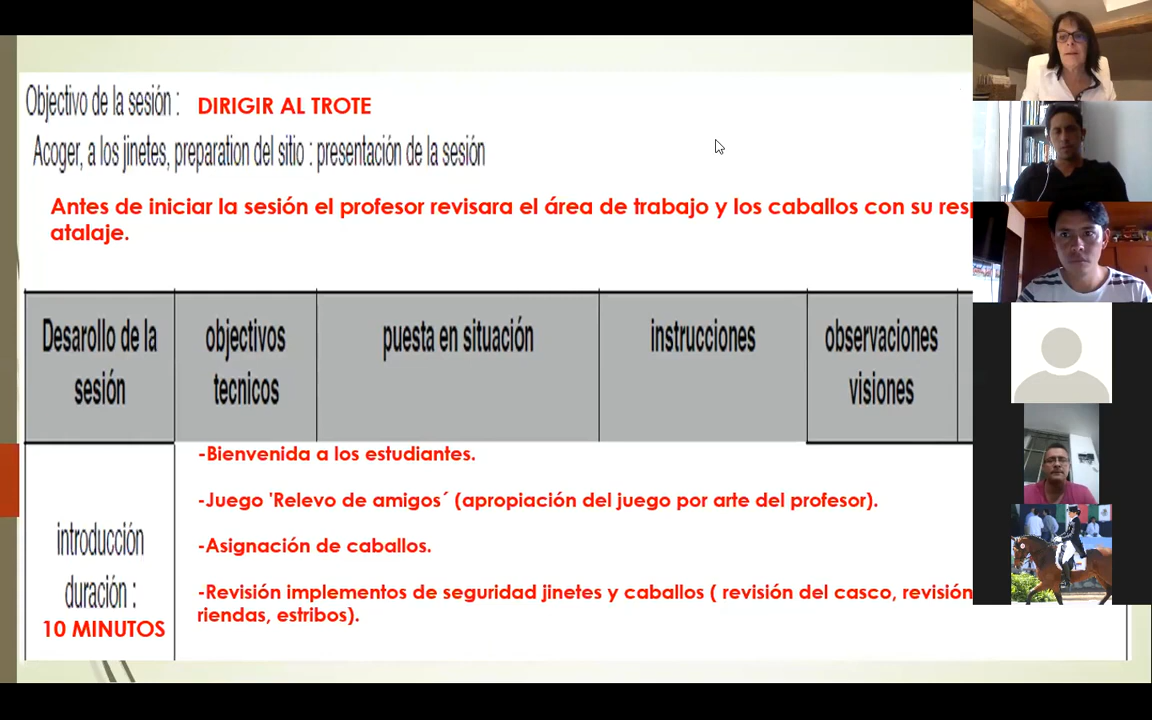 Objectivo de la sesión : DIRIGIR AL TROTE
Acoger, a los jinetes, preparation del sitio : presentación de la sesión
Antes de iniciar la sesión el profesor revisara el área de trabajo y los caballos con su
atalaje.
Desarollo de la sesión
objectivos tecnicos
puesta en situación
instrucciones
observaciones visiones
introducción
duración :
10 MINUTOS
-Bienvenida a los estudiantes.
-Juego 'Relevo de amigos´ (apropiación del juego por arte del profesor).
-Asignación de caballos.
-Revisión implementos de seguridad jinetes y caballos ( revisión del casco, revisión
riendas, estribos).